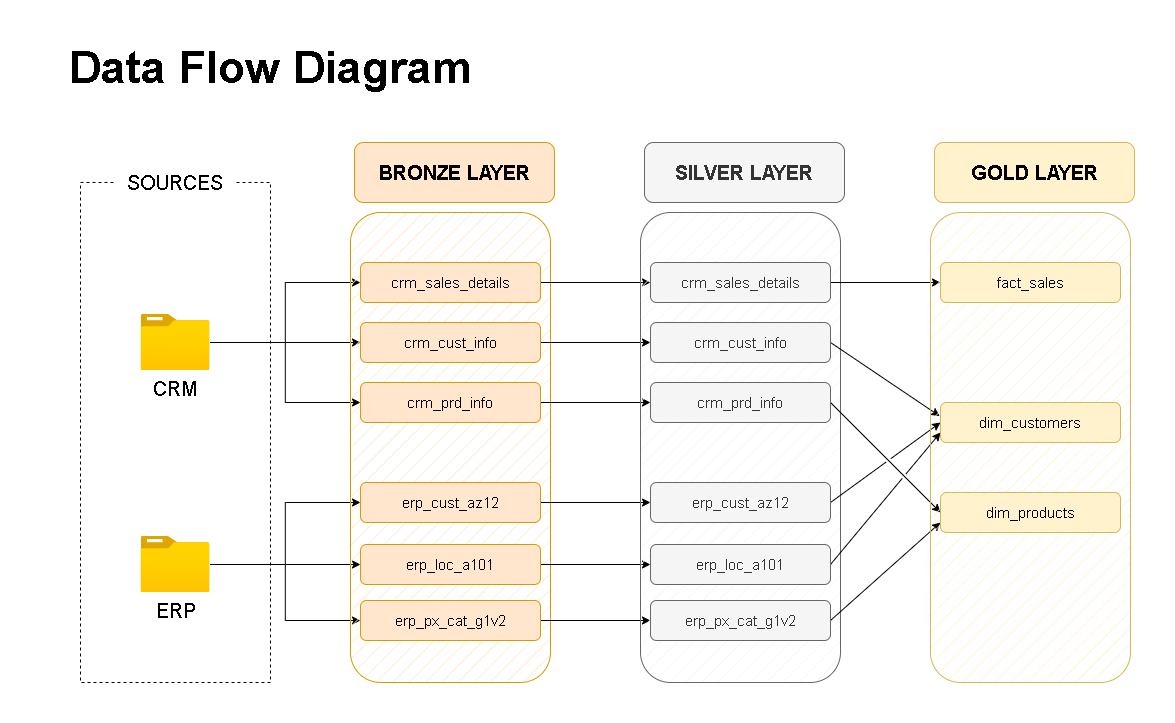 Data Flow Diagram
SOURCES
CRM
ERP
BRONZE LAYER
crm_sales_details
crm_cust_info
crm_prd_info
erp_cust_az12
erp_loc_a101
erp_px_cat_g1v2
SILVER LAYER
crm_sales_details
crm_cust_info
crm_prd_info
erp_cust_az12
erp_loc_a101
erp_px_cat_g1v2
GOLD LAYER
fact_sales
dim_customers
dim_products